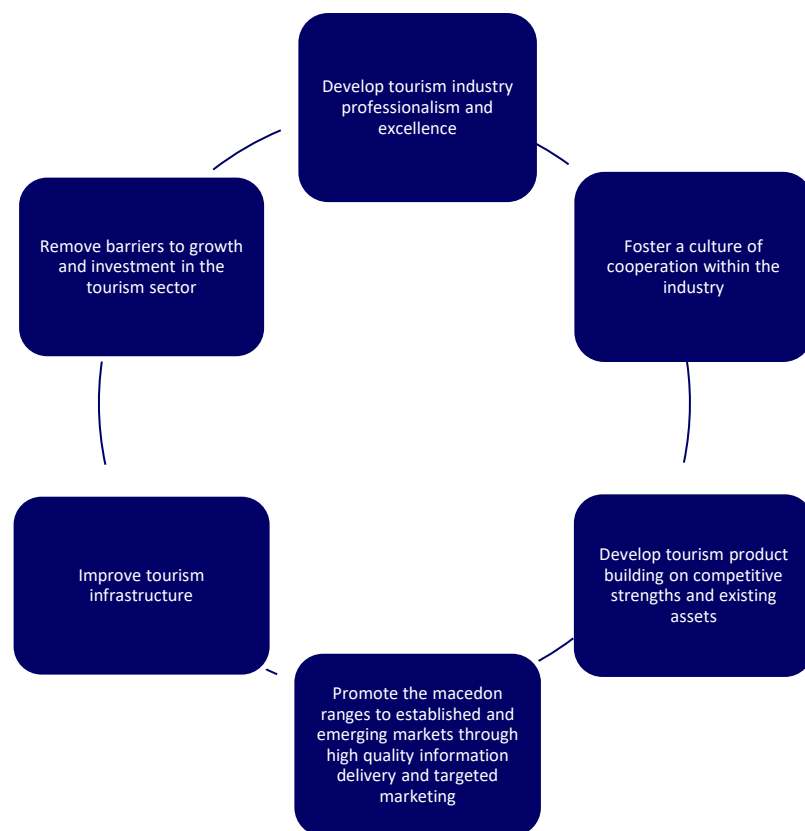 Develop tourism industry
professionalism and
excellence
Foster a culture of
cooperation within the
industry
Develop tourism product
building on competitive
strengths and existing
assets
Promote the macedon
ranges to established and
emerging markets through
high quality information
delivery and targeted
marketing
Improve tourism
infrastructure
Remove barriers to growth
and investment in the
tourism sector